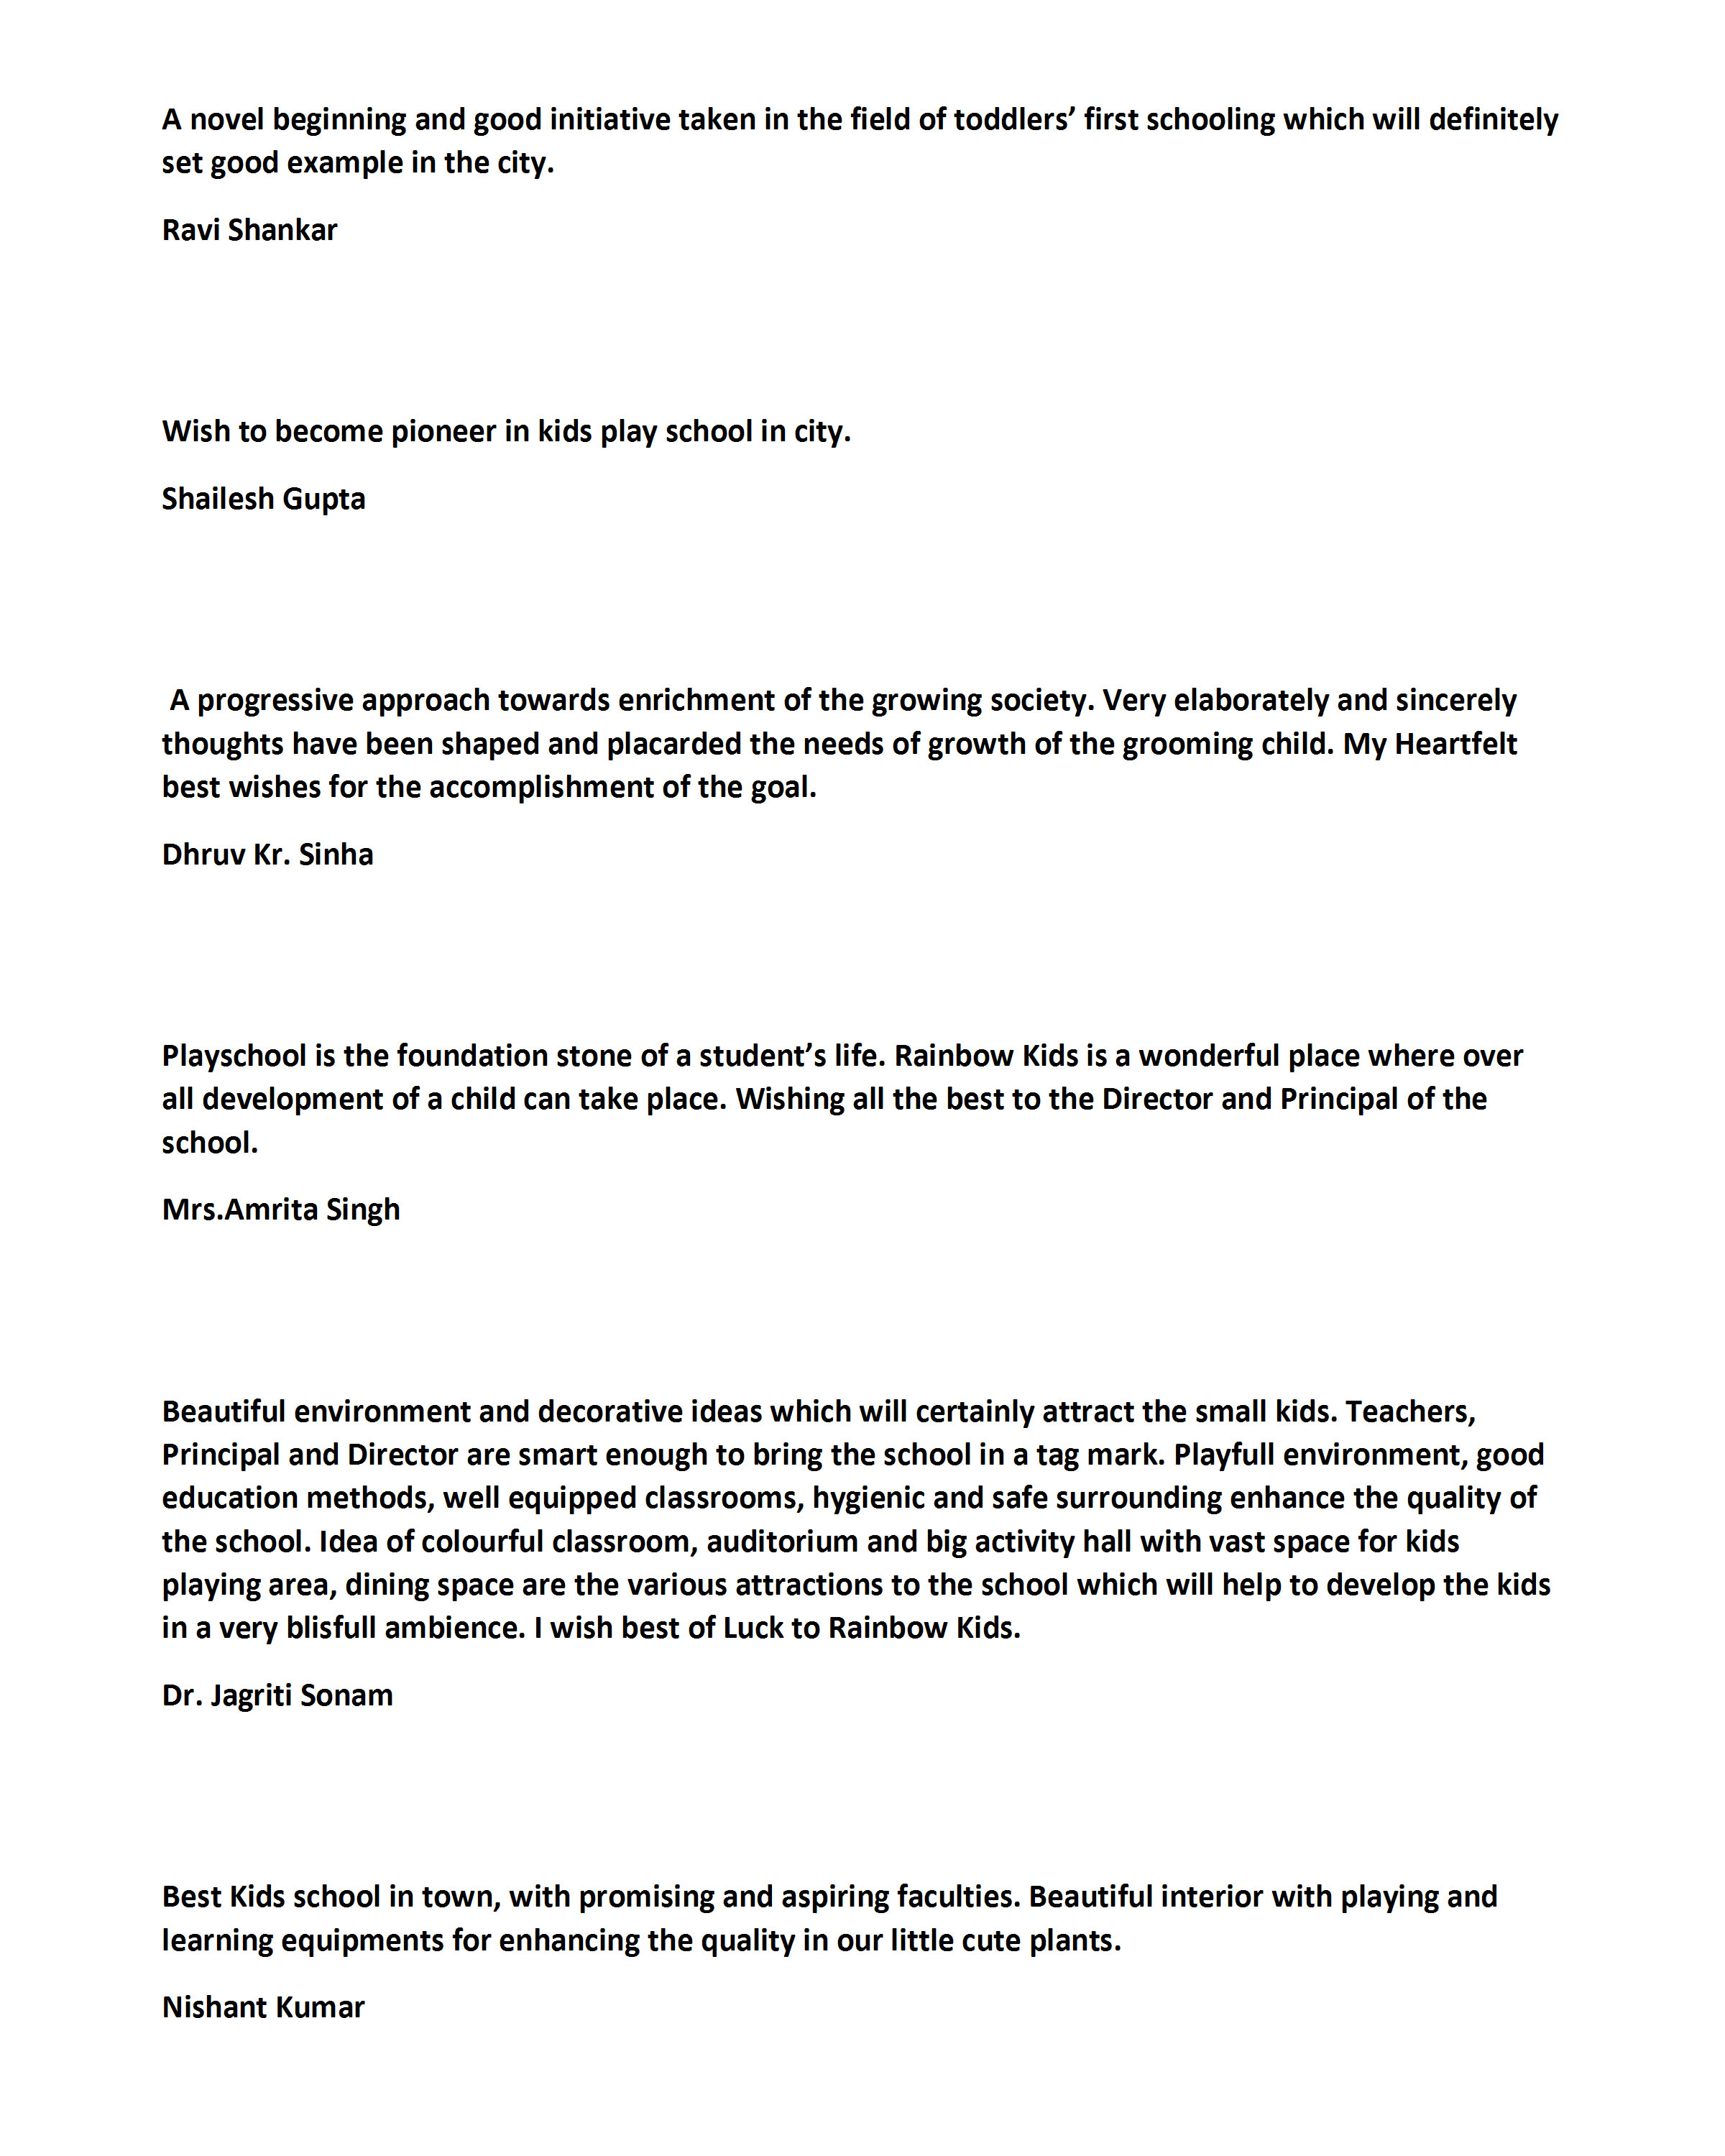 A novel beginning and good initiative taken in the field of toddlers’ first schooling which will definitely
set good example in the city.
Ravi Shankar
Wish to become pioneer in kids play school in city.
Shailesh Gupta
A progressive approach towards enrichment of the growing society. Very elaborately and sincerely
thoughts have been shaped and placarded the needs of growth of the grooming child. My Heartfelt
best wishes for the accomplishment of the goal.
Dhruv Kr. Sinha
Playschool is the foundation stone of a student’s life. Rainbow Kids is a wonderful place where over
all development of a child can take place. Wishing all the best to the Director and Principal of the
school.
Mrs.Amrita Singh
Beautiful environment and decorative ideas which will certainly attract the small kids. Teachers,
Principal and Director are smart enough to bring the school in a tag mark. Playfull environment, good
education methods, well equipped classrooms, hygienic and safe surrounding enhance the quality of
the school. Idea of colourful classroom, auditorium and big activity hall with vast space for kids
playing area, dining space are the various attractions to the school which will help to develop the kids
in a very blisfull ambience. I wish best of Luck to Rainbow Kids.
Dr. Jagriti Sonam
Best Kids school in town, with promising and aspiring faculties. Beautiful interior with playing and
learning equipments for enhancing the quality in our little cute plants.
Nishant Kumar